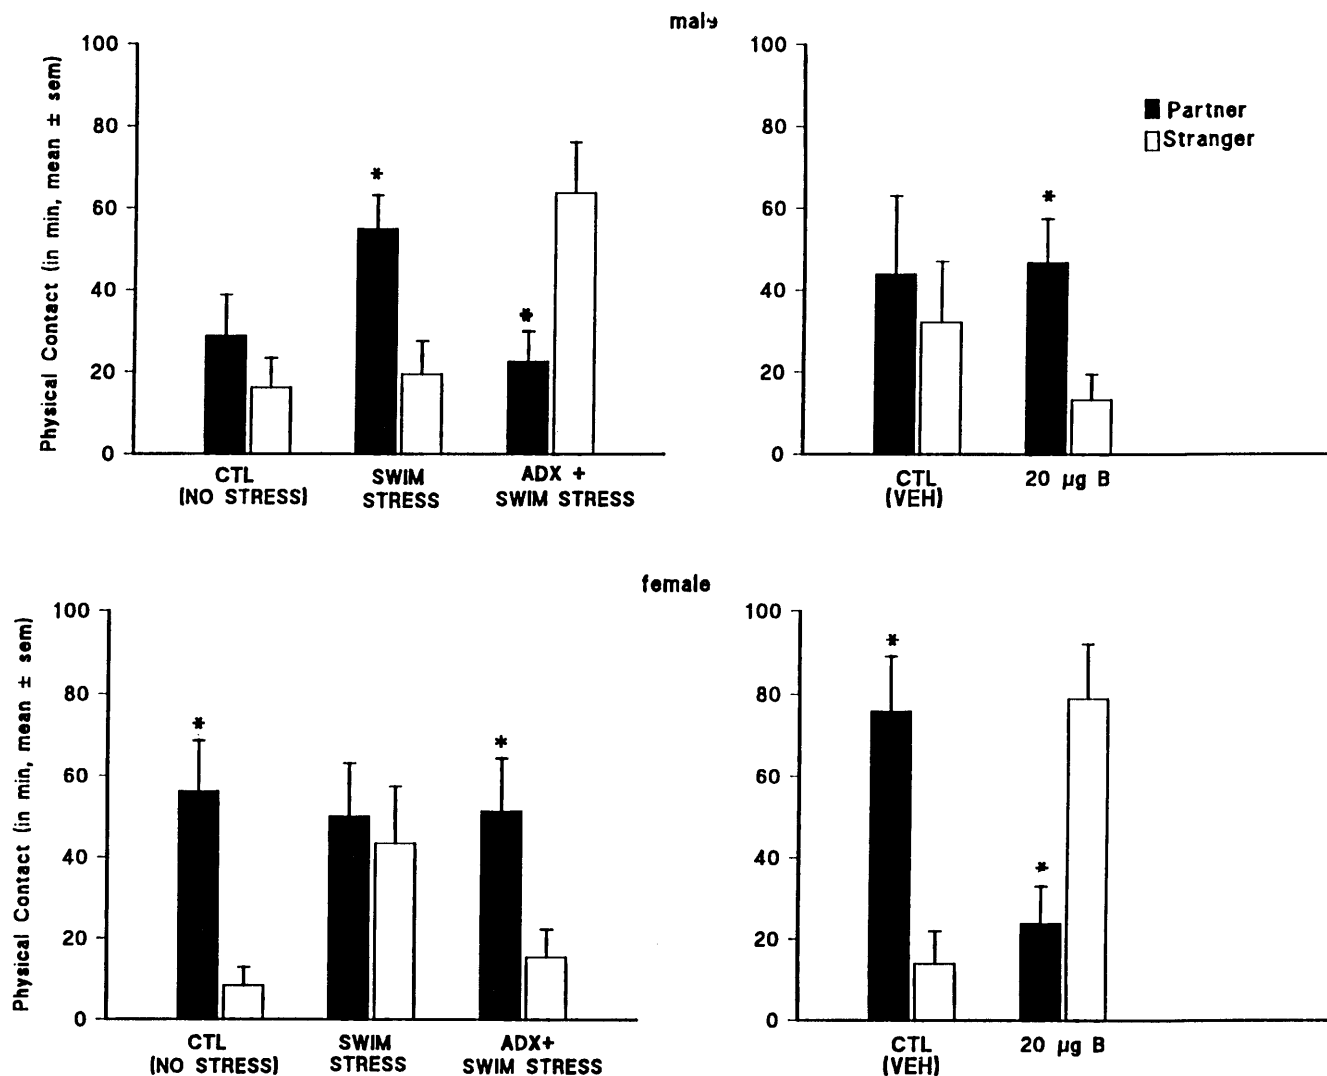 male
Physical Contact (in min, mean ± sem)
100
80
60
40
20
0
*
*
CTL
(NO STRESS)
SWIM
STRESS
ADX +
SWIM STRESS
100
80
60
40
20
0
*
Partner
Stranger
CTL
(VEH)
20 µg B
female
Physical Contact (in min, mean ± sem)
100
80
60
40
20
0
*
*
CTL
(NO STRESS)
SWIM
STRESS
ADX+
SWIM STRESS
100
80
60
40
20
0
*
*
CTL
(VEH)
20 µg B